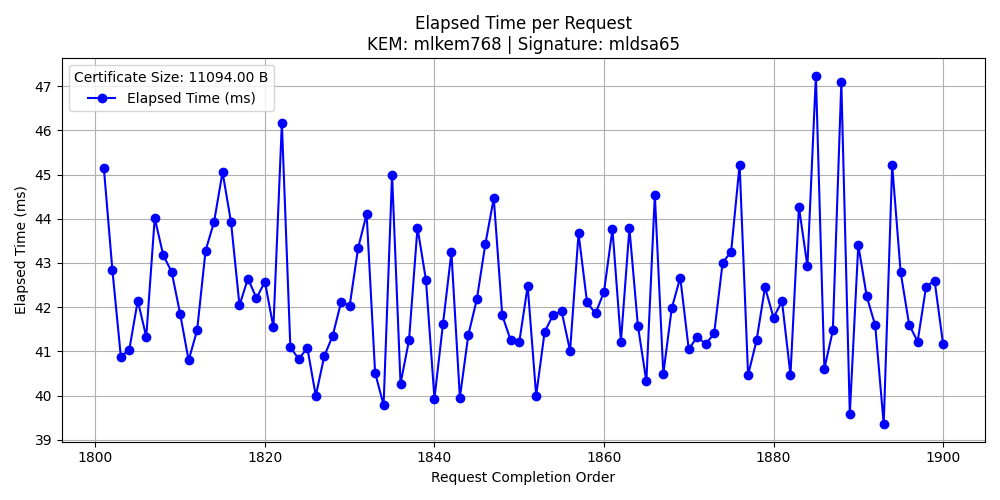 Elapsed Time per Request
KEM: mlkem768 | Signature: mldsa65
Certificate Size: 11094.00 B
Elapsed Time (ms)
Elapsed Time (ms)
47
46
45
44
43
42
41
40
39
1800
1820
1840
1860
1880
1900
Request Completion Order